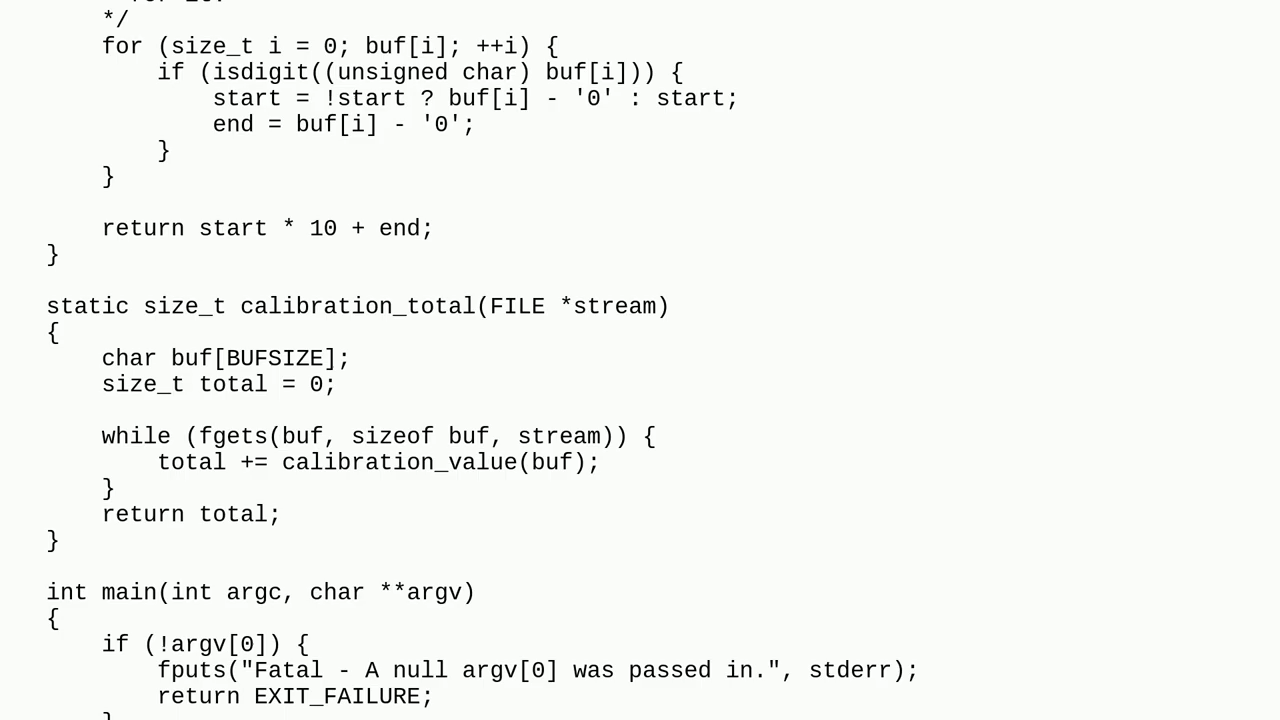 */
for (size_t i = 0; buf[i]; ++i) {
if (isdigit((unsigned char) buf[i])) {
start = !start ? buf[i] - '0' : start;
end = buf[i] - '0';
}
}
return start * 10 + end;
}
static size_t calibration_total(FILE *stream)
{
char buf[BUFSIZE];
size_t total = 0;
while (fgets(buf, sizeof buf, stream)) {
total += calibration_value(buf);
}
return total;
}
int main(int argc, char **argv)
{
if (!argv[0]) {
fputs("Fatal - A null argv[0] was passed in.", stderr);
return EXIT_FAILURE;
}